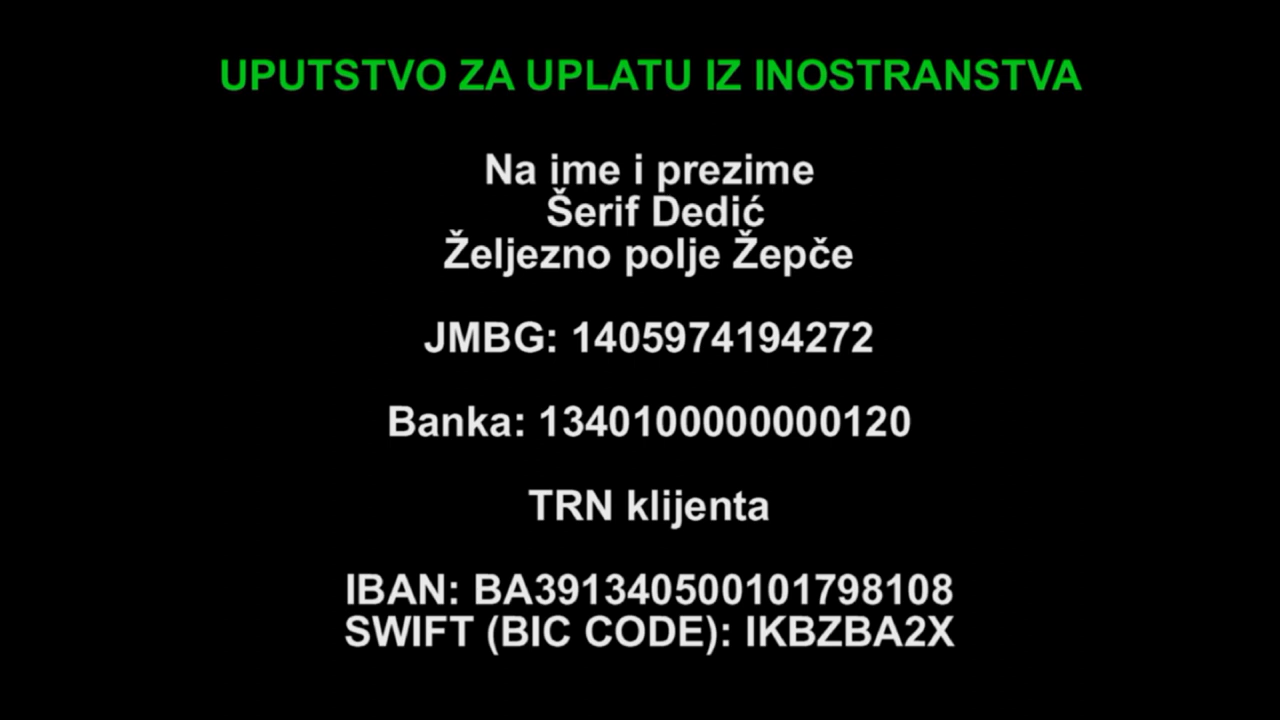 UPUTSTVO ZA UPLATU IZ INOSTRANSTVA
Na ime i prezime
Šerif Dedić
Željezno polje Žepče
JMBG: 1405974194272
Banka: 1340100000000120
TRN klijenta
IBAN: BA391340500101798108
SWIFT (BIC CODE): IKBZBA2X